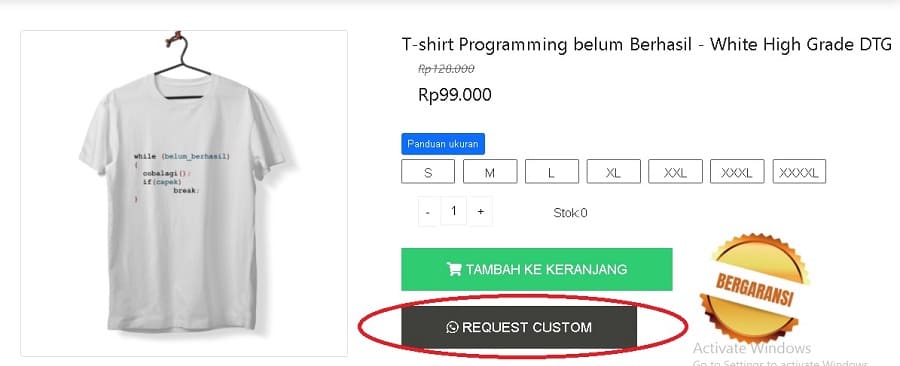 T-shirt Programming belum Berhasil - White High Grade DTG
Rp128.000
Rp99.000
Panduan ukuran
S M L XL XXL XXXL XXXXL
- 1 + Stok:0
TAMBAH KE KERANJANG
REQUEST CUSTOM
while (belum_berhasil)
{
cobalagi();
if(capek)
break;
}
BERGARANSI
Activate Windows
Go to Settings to activate Windows